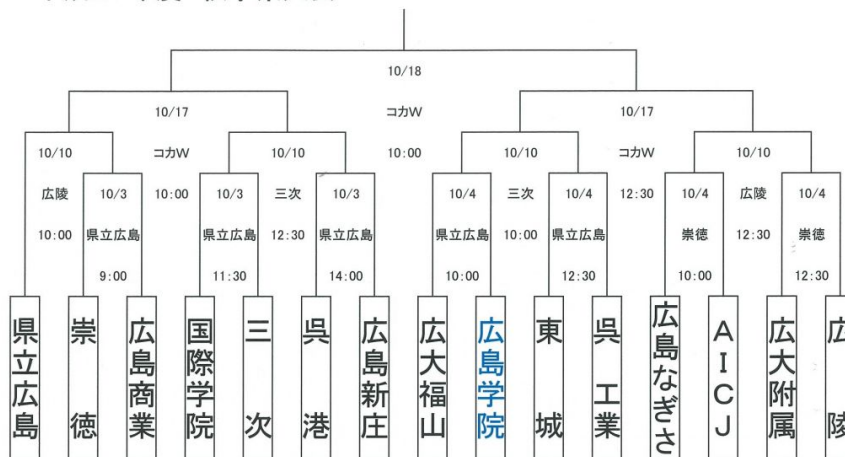 10/18
10/17
コカW
10/17
10/10
コカW
10/10
10:00
10/10
コカW
10/10
広陵
10/3
10:00
10/3
三次
10/3
10/4
三次
10/4
12:30
10/4
広陵
10/4
10:00
県立広島
県立広島
12:30
県立広島
県立広島
10:00
県立広島
崇徳
12:30
崇徳
9:00
11:30
14:00
10:00
12:30
10:00
12:30
県立広島
崇徳
広島商業
国際学院
三次
呉港
広島新庄
広大福山
広島学院
東城
呉工業
広島なぎさ
AICJ
広大附属
広陵